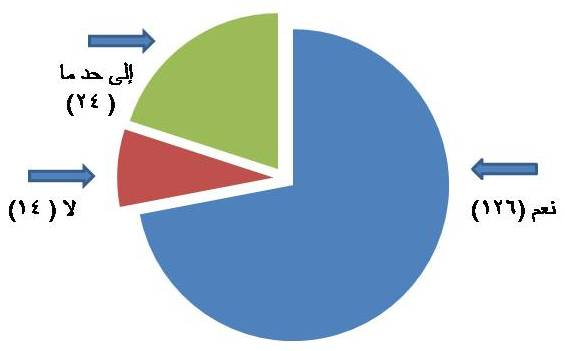 إلى حد ما
( ٢٤)
لا ( ١٤)
نعم (١٢٦)